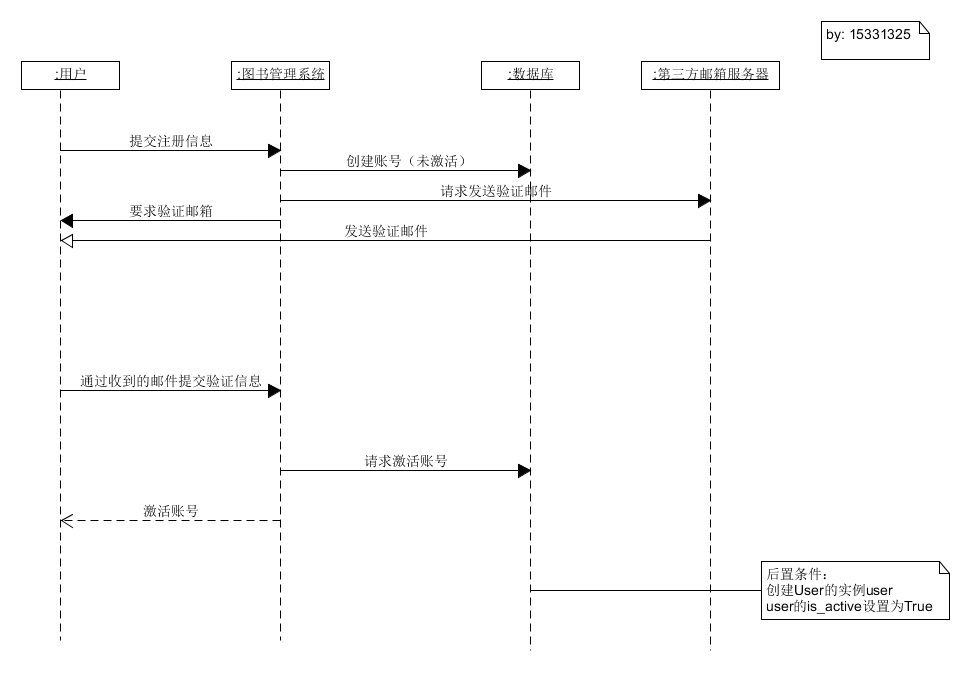 by: 15331325
:用户
:图书管理系统
:数据库
:第三方邮箱服务器
提交注册信息
创建账号（未激活）
请求发送验证邮件
要求验证邮箱
发送验证邮件
通过收到的邮件提交验证信息
请求激活账号
激活账号
后置条件：
创建User的实例user
user的is_active设置为True